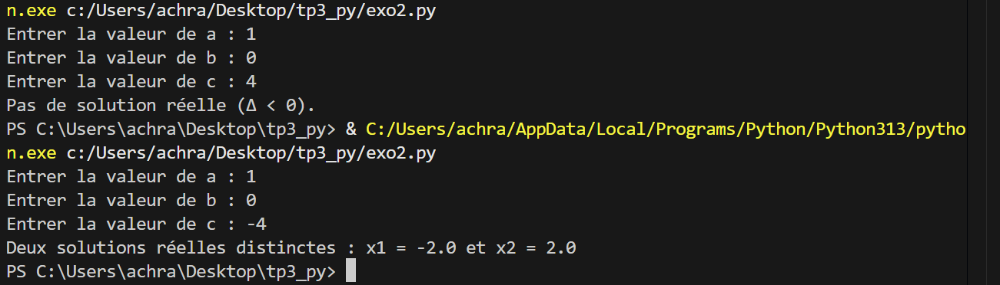 n.exe c:/Users/achra/Desktop/tp3_py/exo2.py
Entrer la valeur de a : 1
Entrer la valeur de b : 0
Entrer la valeur de c : 4
Pas de solution réelle (Δ < 0).
PS C:\Users\achra\Desktop\tp3_py> & C:/Users/achra/AppData/Local/Programs/Python/Python313/pytho
n.exe c:/Users/achra/Desktop/tp3_py/exo2.py
Entrer la valeur de a : 1
Entrer la valeur de b : 0
Entrer la valeur de c : -4
Deux solutions réelles distinctes : x1 = -2.0 et x2 = 2.0
PS C:\Users\achra\Desktop\tp3_py>